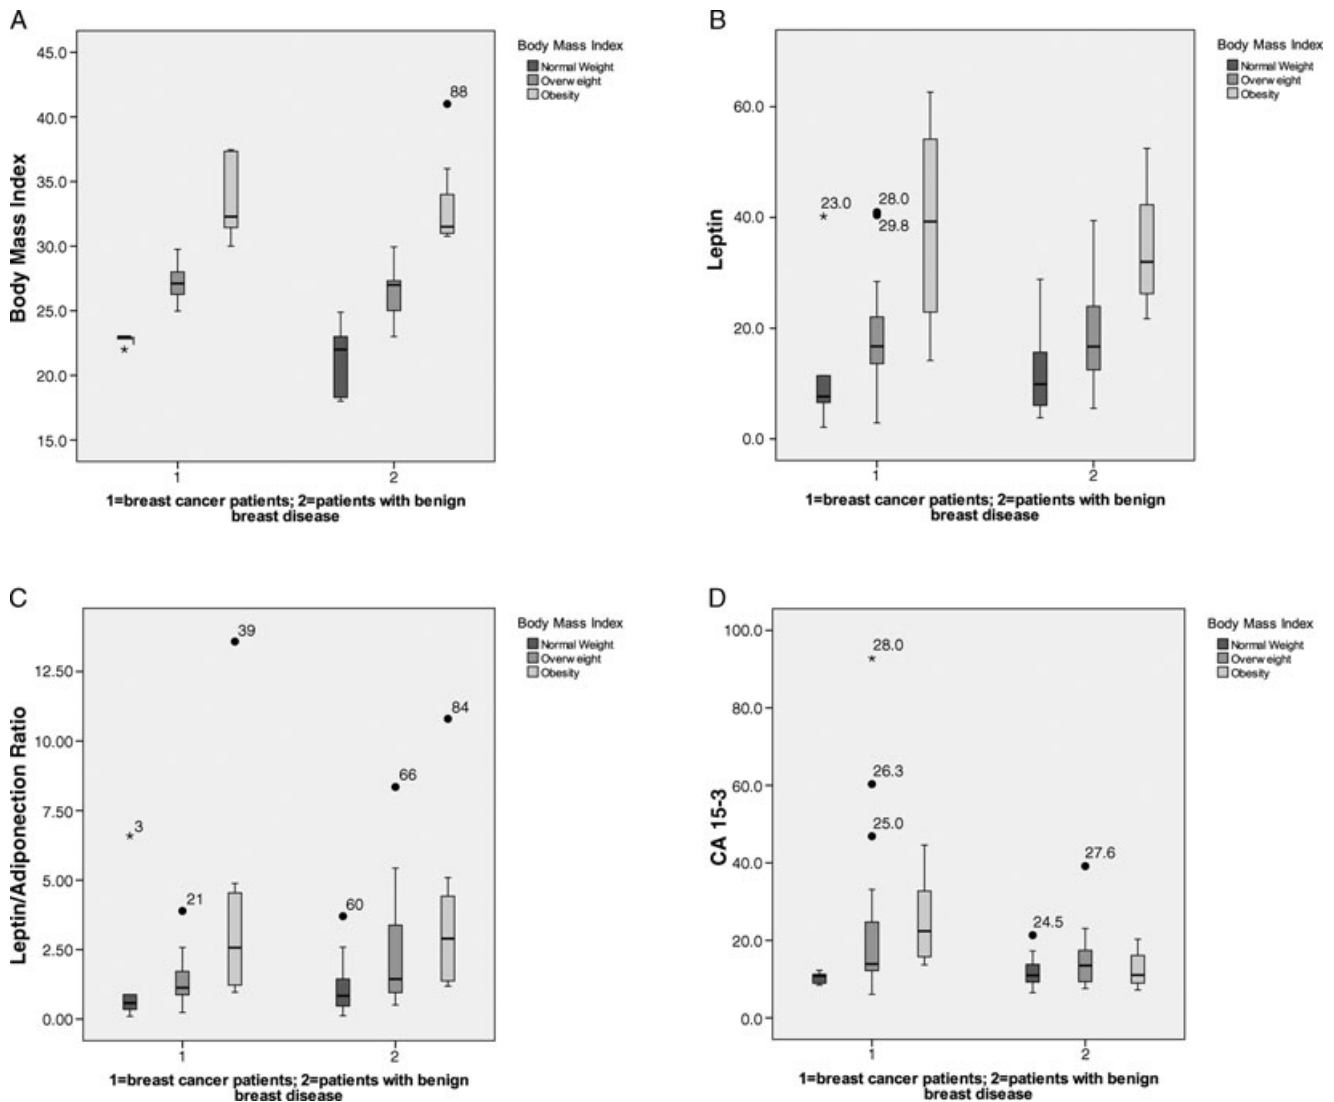 A
Body Mass Index
45.0
40.0
35.0
30.0
25.0
20.0
15.0
88
*
1
2
1=breast cancer patients; 2=patients with benign
breast disease
Body Mass Index
Normal Weight
Overweight
Obesity
B
Leptin
60.0
40.0
20.0
0.0
23.0
*
28.0
29.8
1
2
1=breast cancer patients; 2=patients with benign
breast disease
Body Mass Index
Normal Weight
Overweight
Obesity
C
Leptin/Adiponection Ratio
12.50
10.00
7.50
5.00
2.50
0.00
39
84
66
3
*
21
60
1
2
1=breast cancer patients; 2=patients with benign
breast disease
Body Mass Index
Normal Weight
Overweight
Obesity
D
CA 15-3
100.0
80.0
60.0
40.0
20.0
0.0
28.0
*
26.3
25.0
27.6
24.5
1
2
1=breast cancer patients; 2=patients with benign
breast disease
Body Mass Index
Normal Weight
Overweight
Obesity